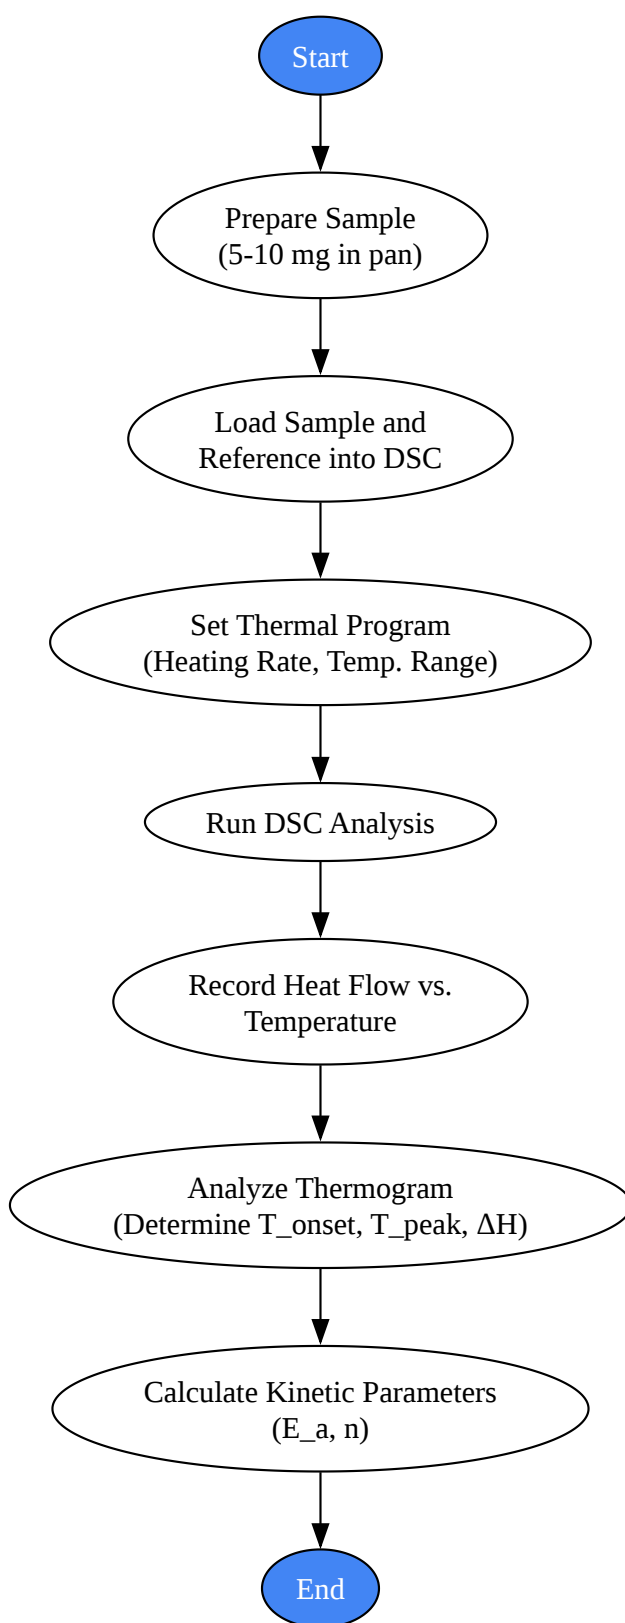 Start
Prepare Sample
(5-10 mg in pan)
Load Sample and
Reference into DSC
Set Thermal Program
(Heating Rate, Temp. Range)
Run DSC Analysis
Record Heat Flow vs.
Temperature
Analyze Thermogram
(Determine T_onset, T_peak, ΔH)
Calculate Kinetic Parameters
(E_a, n)
End